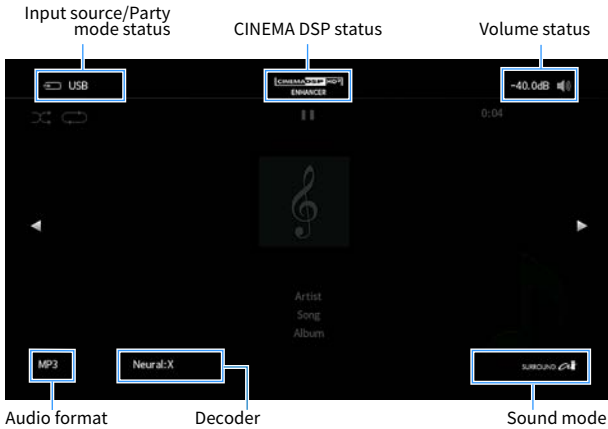 Input source/Party
mode status
CINEMA DSP status
Volume status
USB
CINEMA DSP HD³
ENHANCER
-40.0dB
0:04
Artist
Song
Album
MP3
Neural:X
SURROUND :AI
Audio format
Decoder
Sound mode